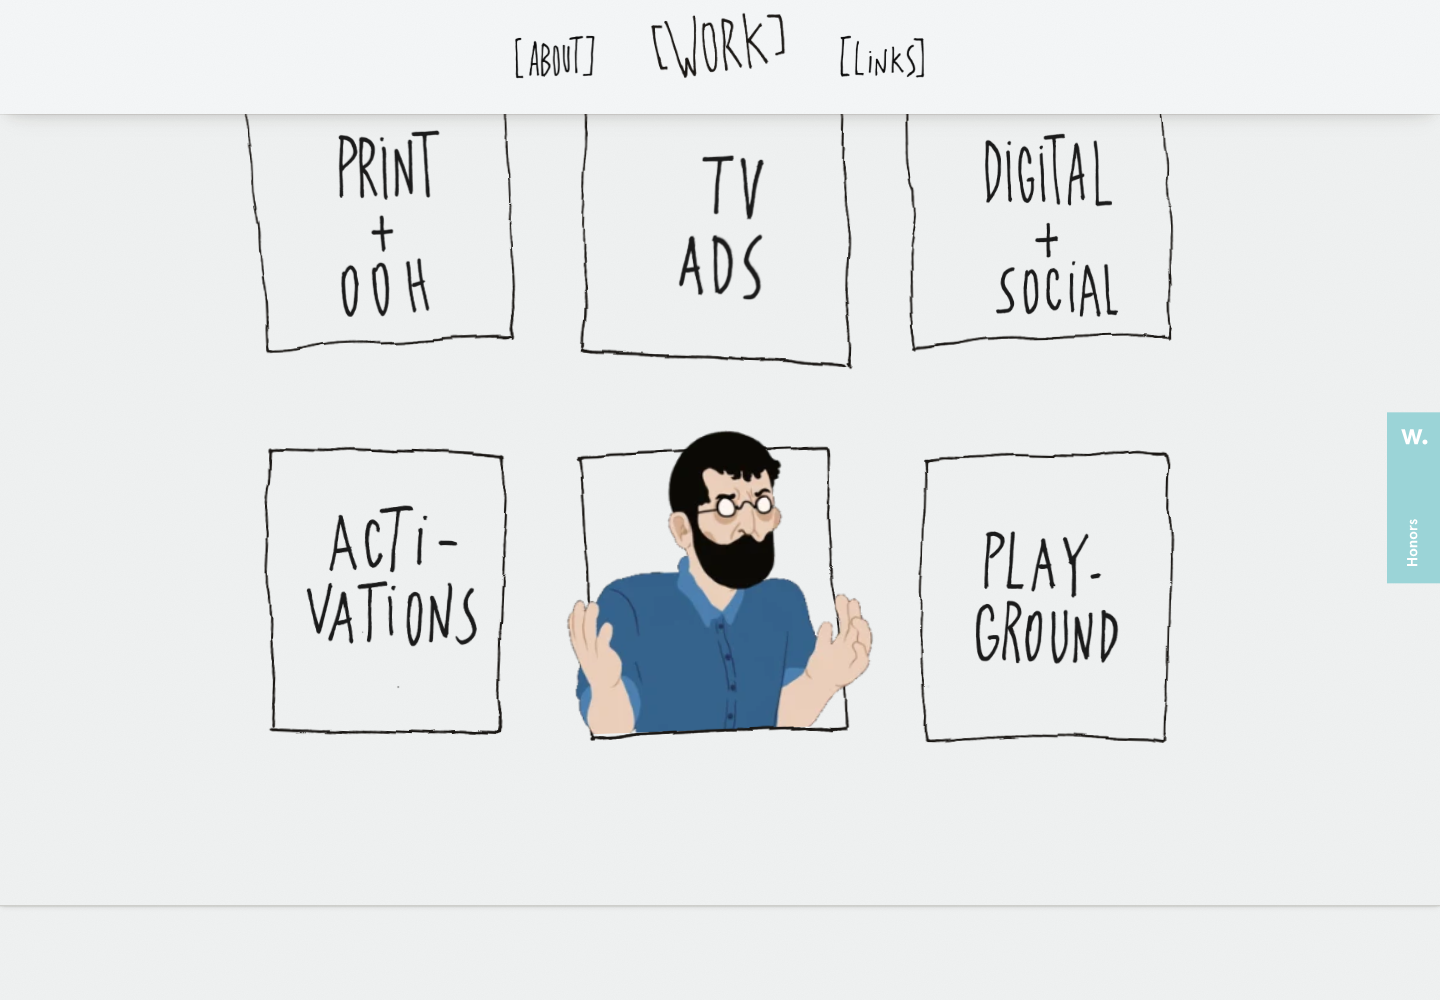 [ABOUT] [WORK] [LiNKS]
PRiNT
+
OOH
TV
ADS
DiGiTAL
+
SOCiAL
ACTi-
VATiONS
PLAY-
GROUND
W.
Honors